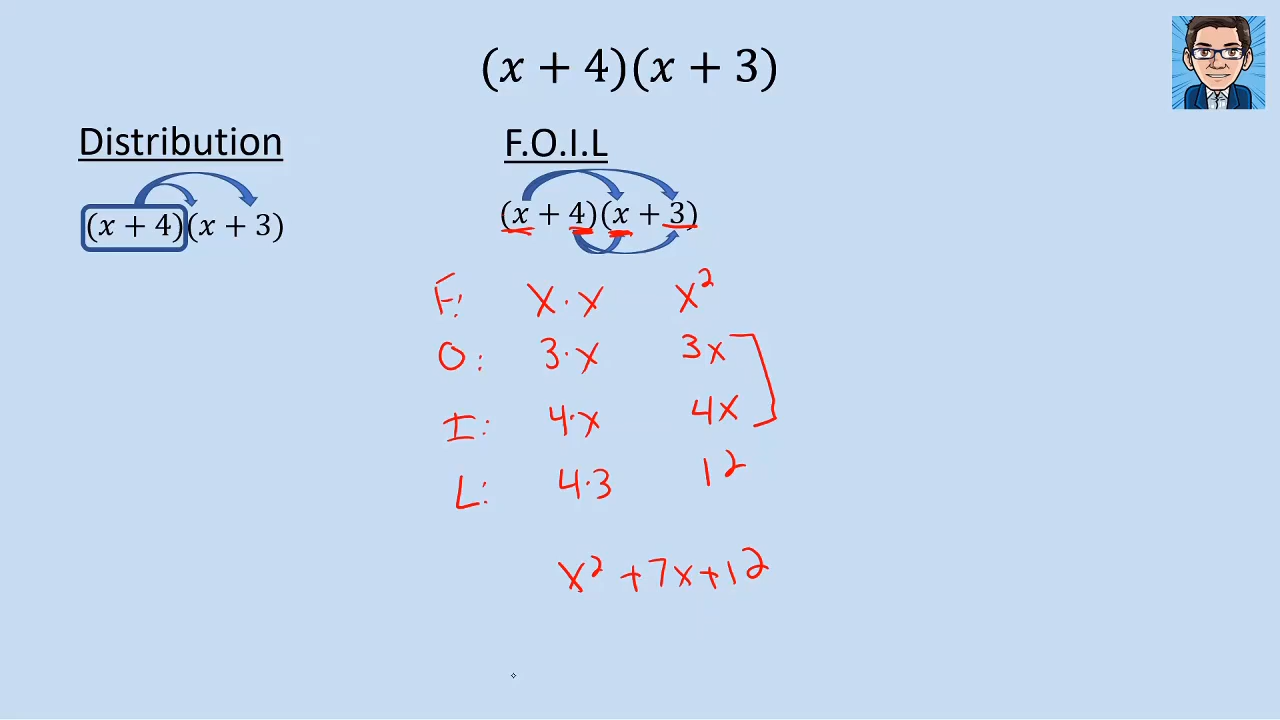 (x + 4)(x + 3)
Distribution
(x + 4)(x + 3)
F.O.I.L
(x + 4)(x + 3)
F: x·x x²
O: 3·x 3x
I: 4·x 4x
L: 4·3 12
x² + 7x + 12